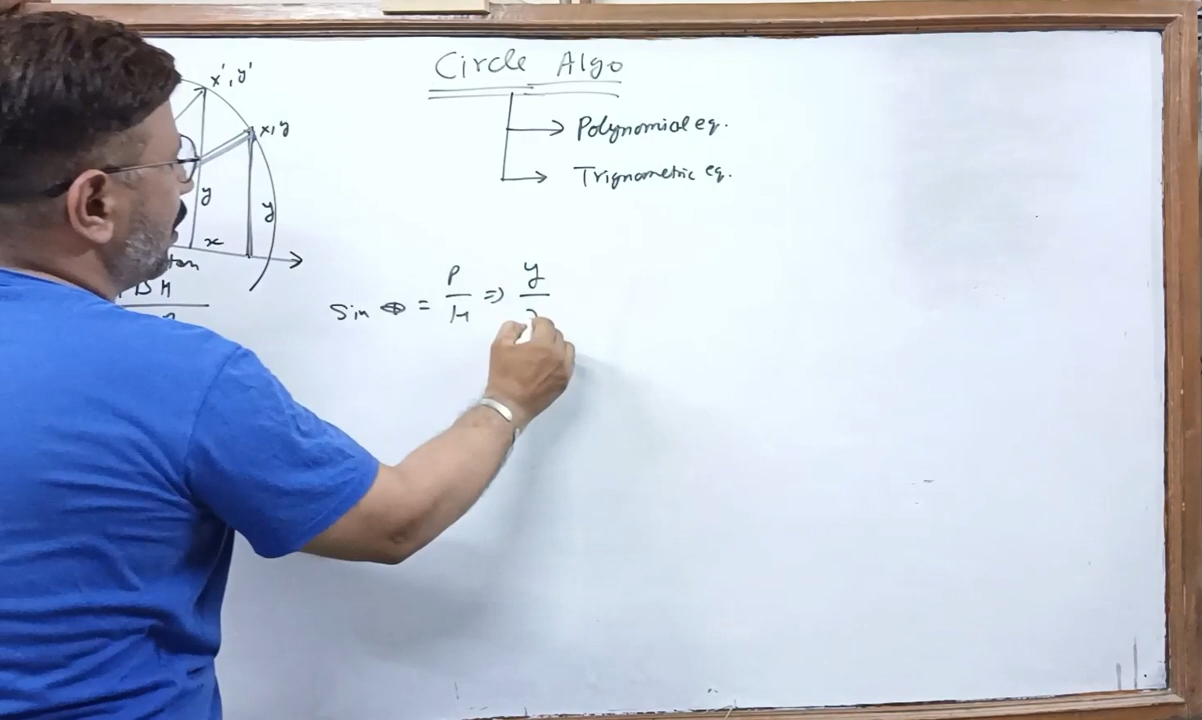 Circle Algo
Polynomial eq.
Trignometric eq.
x', y'
x, y
y
y
x
Sin θ = P/H => y/